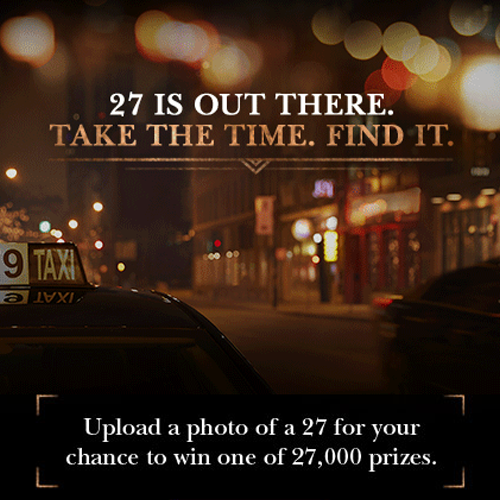 27 IS OUT THERE.
TAKE THE TIME. FIND IT.
9 TAXI
Upload a photo of a 27 for your
chance to win one of 27,000 prizes.